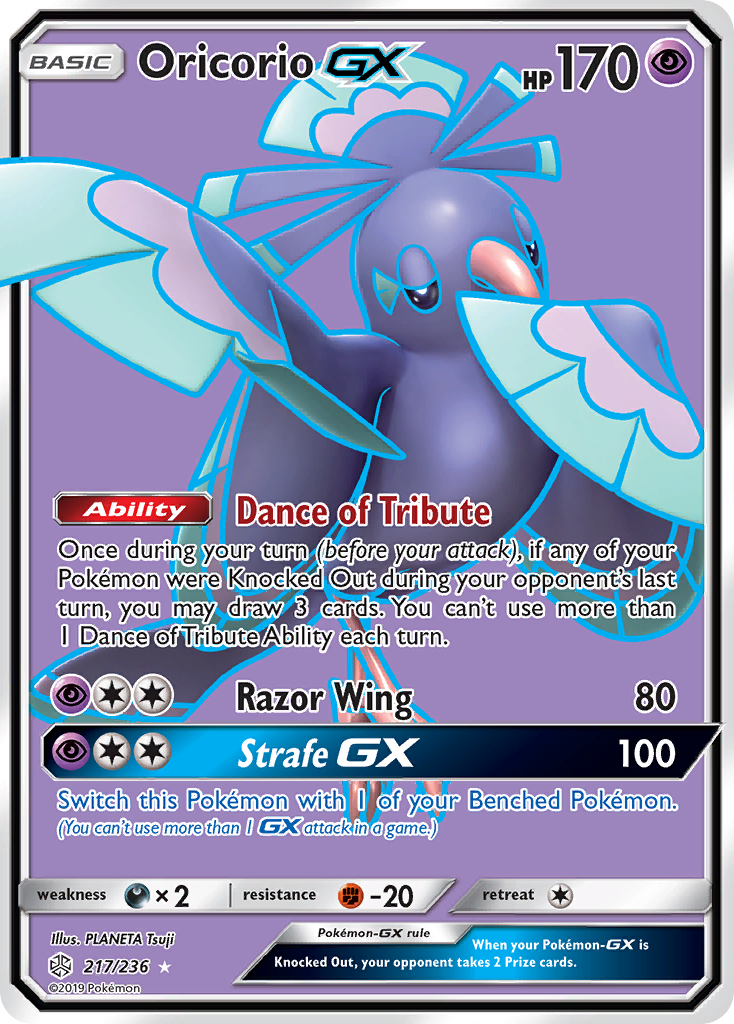 BASIC Oricorio GX HP 170
Ability Dance of Tribute
Once during your turn (before your attack), if any of your
Pokémon were Knocked Out during your opponent's last
turn, you may draw 3 cards. You can't use more than
1 Dance of Tribute Ability each turn.
Razor Wing 80
Strafe GX 100
Switch this Pokémon with 1 of your Benched Pokémon.
(You can't use more than 1 GX attack in a game.)
weakness ×2 resistance -20 retreat
Illus. PLANETA Tsuji
217/236
©2019 Pokémon
Pokémon-GX rule
When your Pokémon-GX is
Knocked Out, your opponent takes 2 Prize cards.